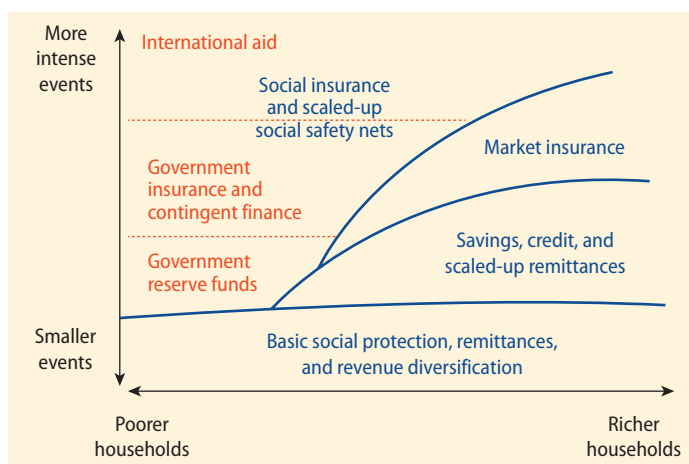 More
intense
events
International aid
Social insurance
and scaled-up
social safety nets
Market insurance
Government
insurance and
contingent finance
Savings, credit, and
scaled-up remittances
Government
reserve funds
Smaller
events
Basic social protection, remittances,
and revenue diversification
Poorer
households
Richer
households